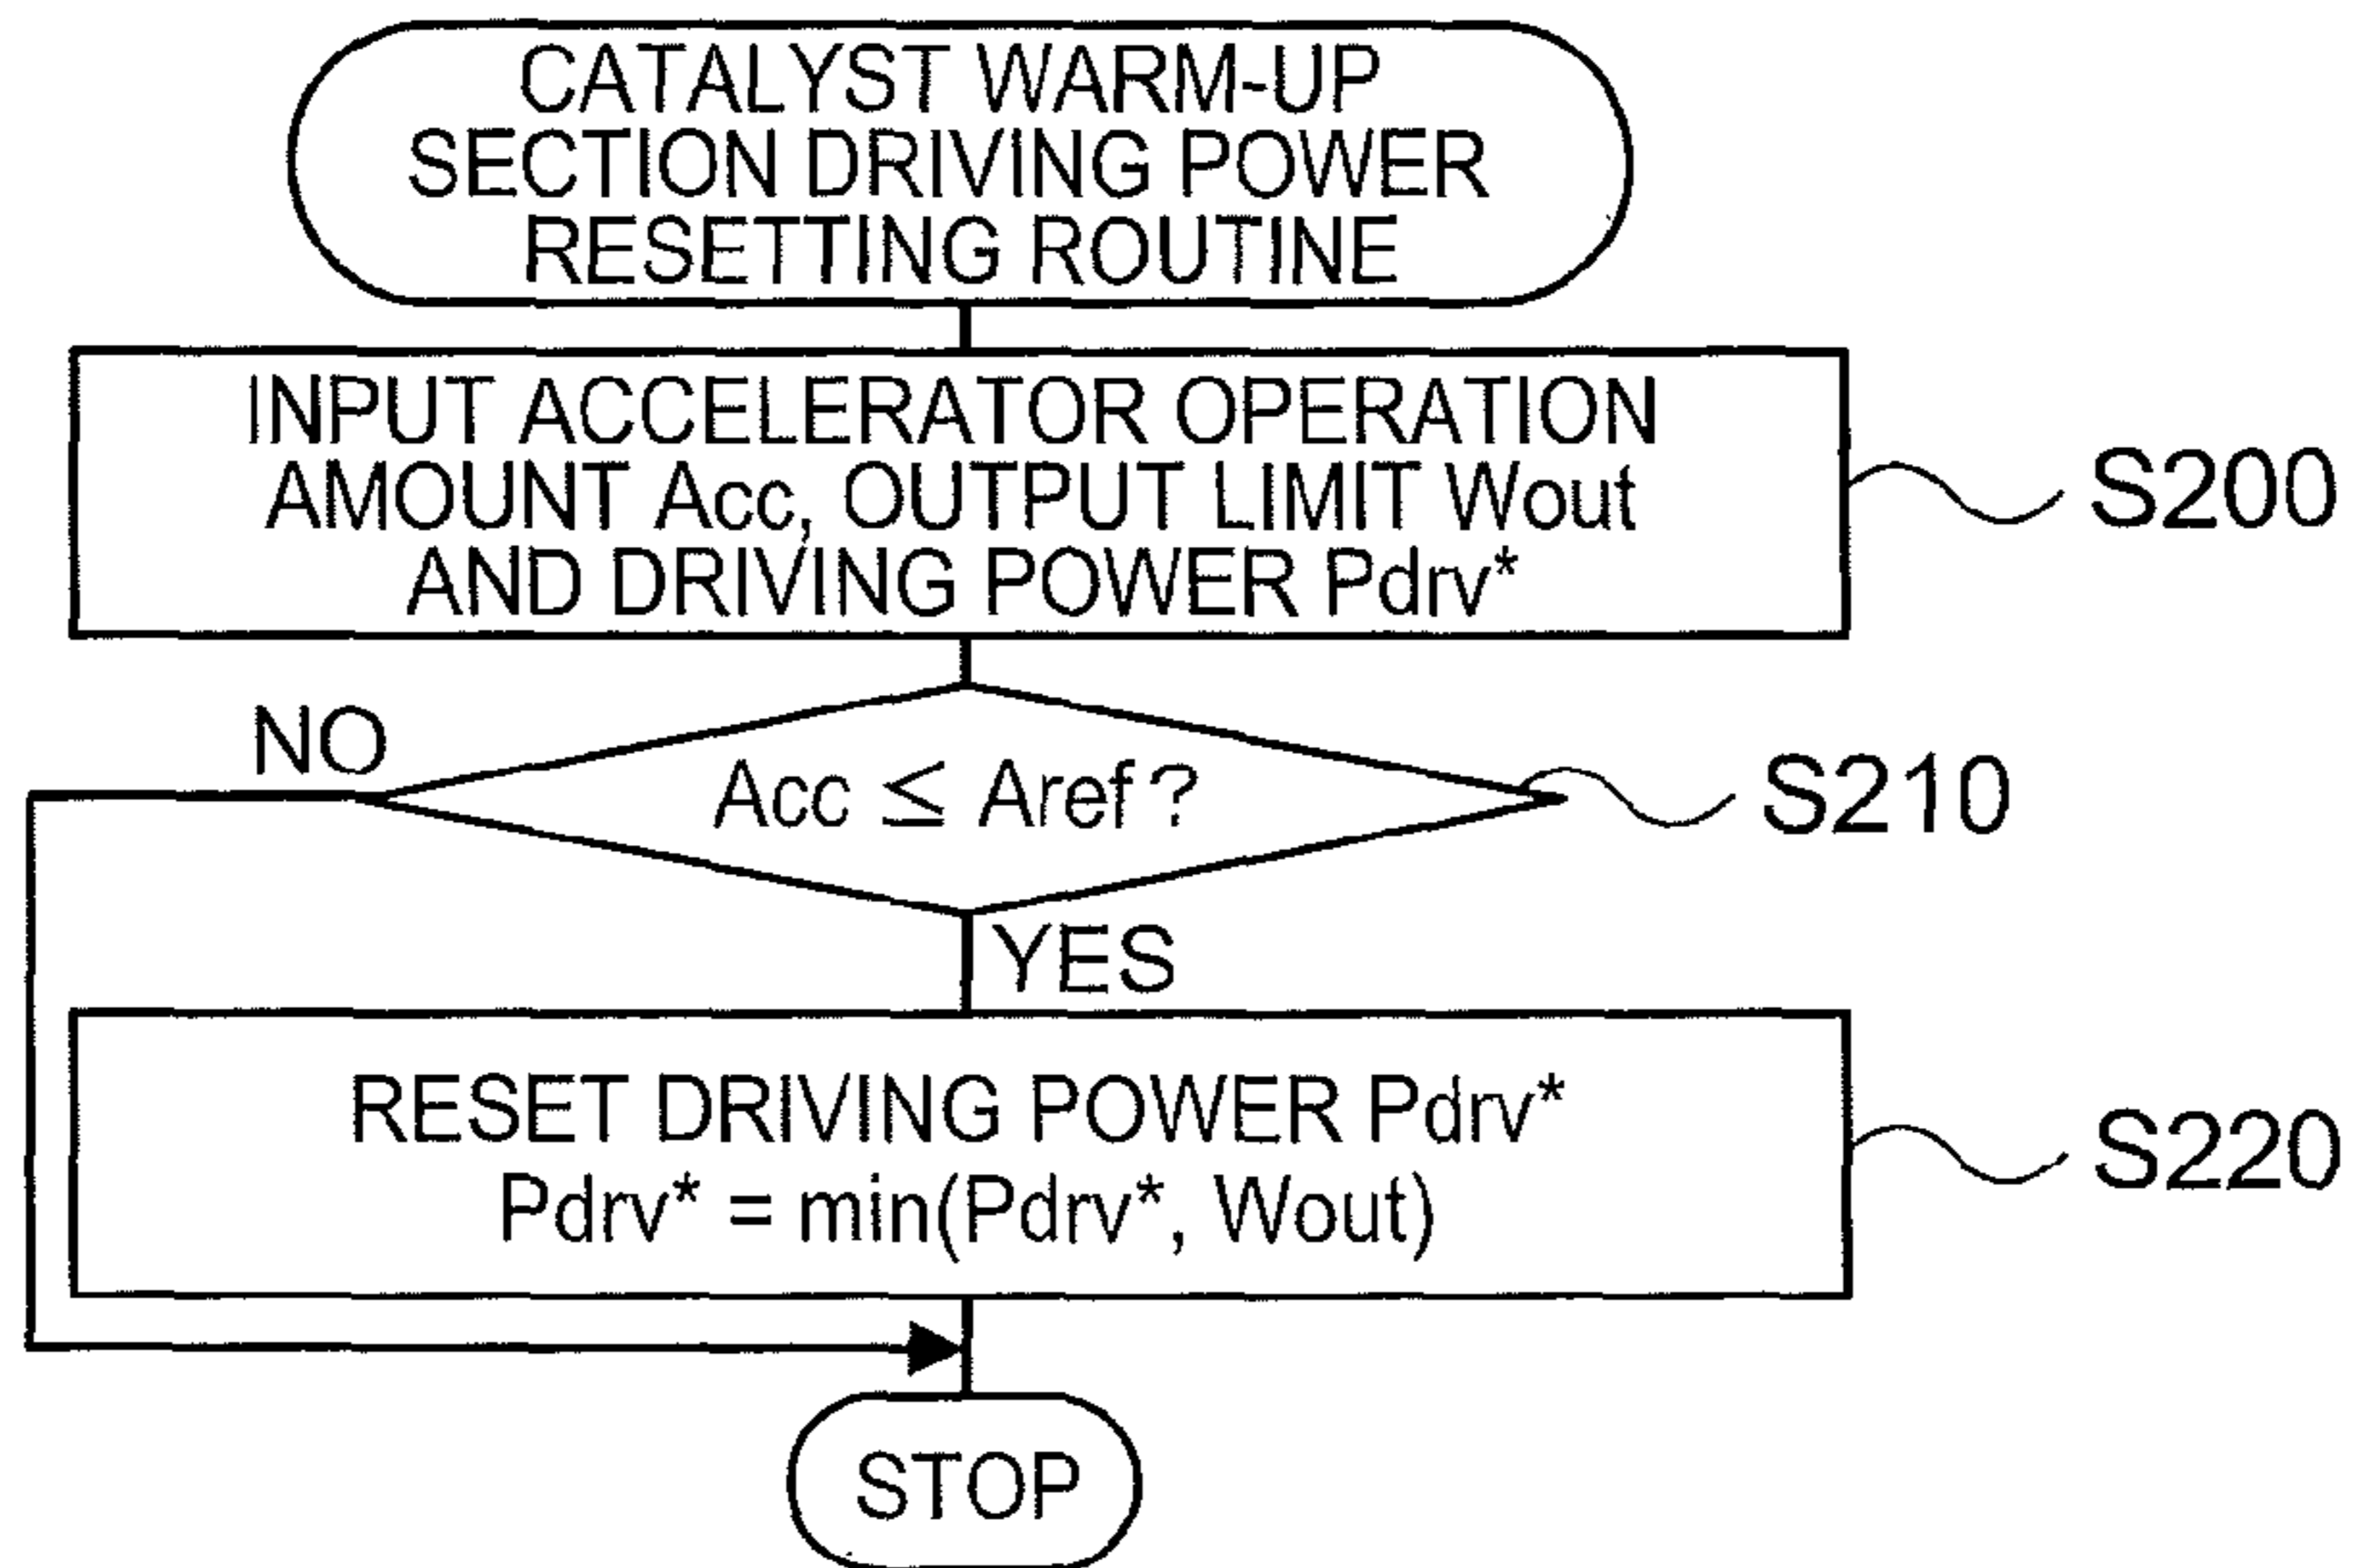 CATALYST WARM-UP
SECTION DRIVING POWER
RESETTING ROUTINE
INPUT ACCELERATOR OPERATION
AMOUNT Acc, OUTPUT LIMIT Wout
AND DRIVING POWER Pdrv*
S200
NO
Acc ≦ Aref?
S210
YES
RESET DRIVING POWER Pdrv*
Pdrv* = min(Pdrv*, Wout)
S220
STOP